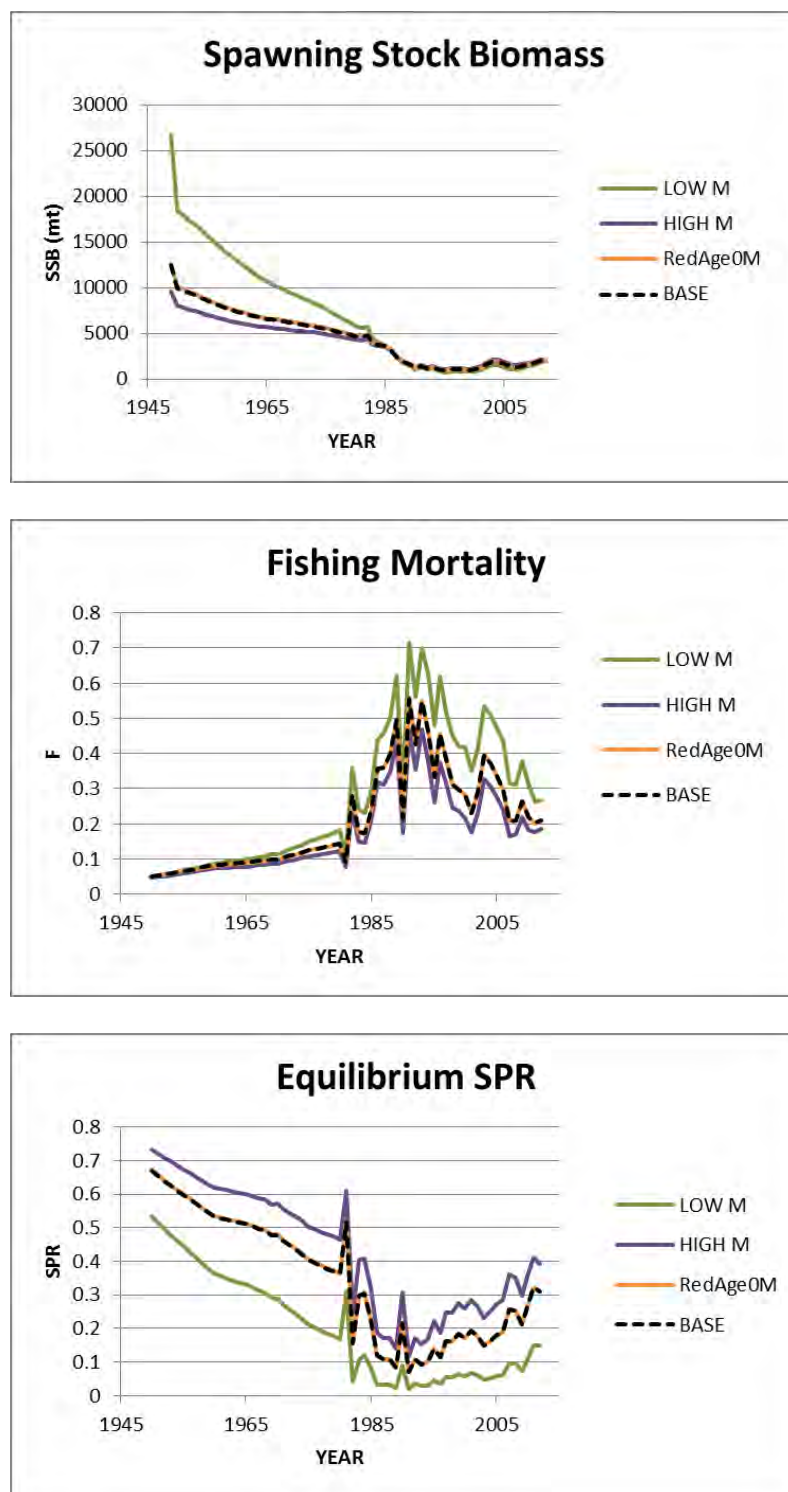 Spawning Stock Biomass
30000
25000
20000
15000
10000
5000
0
SSB (mt)
1945 1965 1985 2005
YEAR
LOW M
HIGH M
RedAge0M
BASE
Fishing Mortality
0.8
0.7
0.6
0.5
0.4
0.3
0.2
0.1
0
F
1945 1965 1985 2005
YEAR
LOW M
HIGH M
RedAge0M
BASE
Equilibrium SPR
0.8
0.7
0.6
0.5
0.4
0.3
0.2
0.1
0
SPR
1945 1965 1985 2005
YEAR
LOW M
HIGH M
RedAge0M
BASE